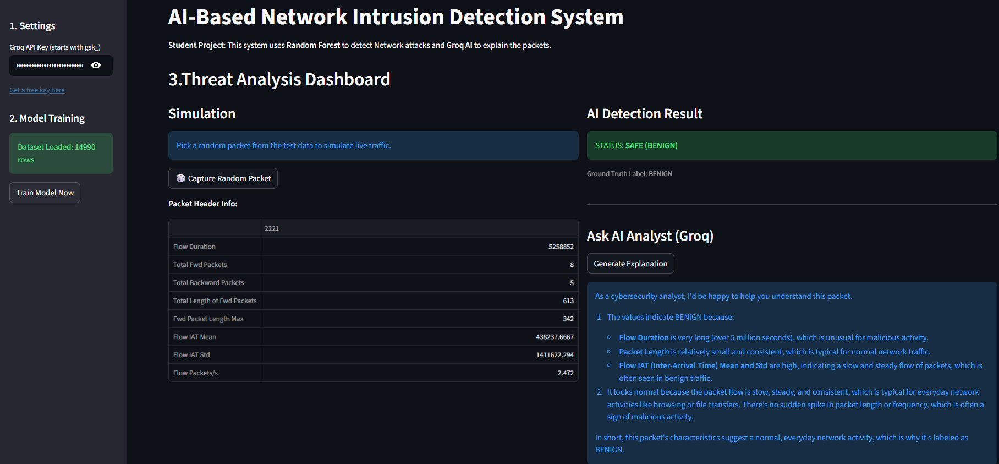 1. Settings
Groq API Key (starts with gsk_)
Get a free key here
2. Model Training
Dataset Loaded: 14990
rows
Train Model Now
AI-Based Network Intrusion Detection System
Student Project: This system uses Random Forest to detect Network attacks and Groq AI to explain the packets.
3.Threat Analysis Dashboard
Simulation
Pick a random packet from the test data to simulate live traffic.
Capture Random Packet
Packet Header Info:
2221
Flow Duration 5258852
Total Fwd Packets 8
Total Backward Packets 5
Total Length of Fwd Packets 613
Fwd Packet Length Max 342
Flow IAT Mean 438237.6667
Flow IAT Std 1411622.294
Flow Packets/s 2.472
AI Detection Result
STATUS: SAFE (BENIGN)
Ground Truth Label: BENIGN
Ask AI Analyst (Groq)
Generate Explanation
As a cybersecurity analyst, I'd be happy to help you understand this packet.
1. The values indicate BENIGN because:
Flow Duration is very long (over 5 million seconds), which is unusual for malicious activity.
Packet Length is relatively small and consistent, which is typical for normal network traffic.
Flow IAT (Inter-Arrival Time) Mean and Std are high, indicating a slow and steady flow of packets, which is
often seen in benign traffic.
2. It looks normal because the packet flow is slow, steady, and consistent, which is typical for everyday network
activities like browsing or file transfers. There's no sudden spike in packet length or frequency, which is often a
sign of malicious activity.
In short, this packet's characteristics suggest a normal, everyday network activity, which is why it's labeled as
BENIGN.